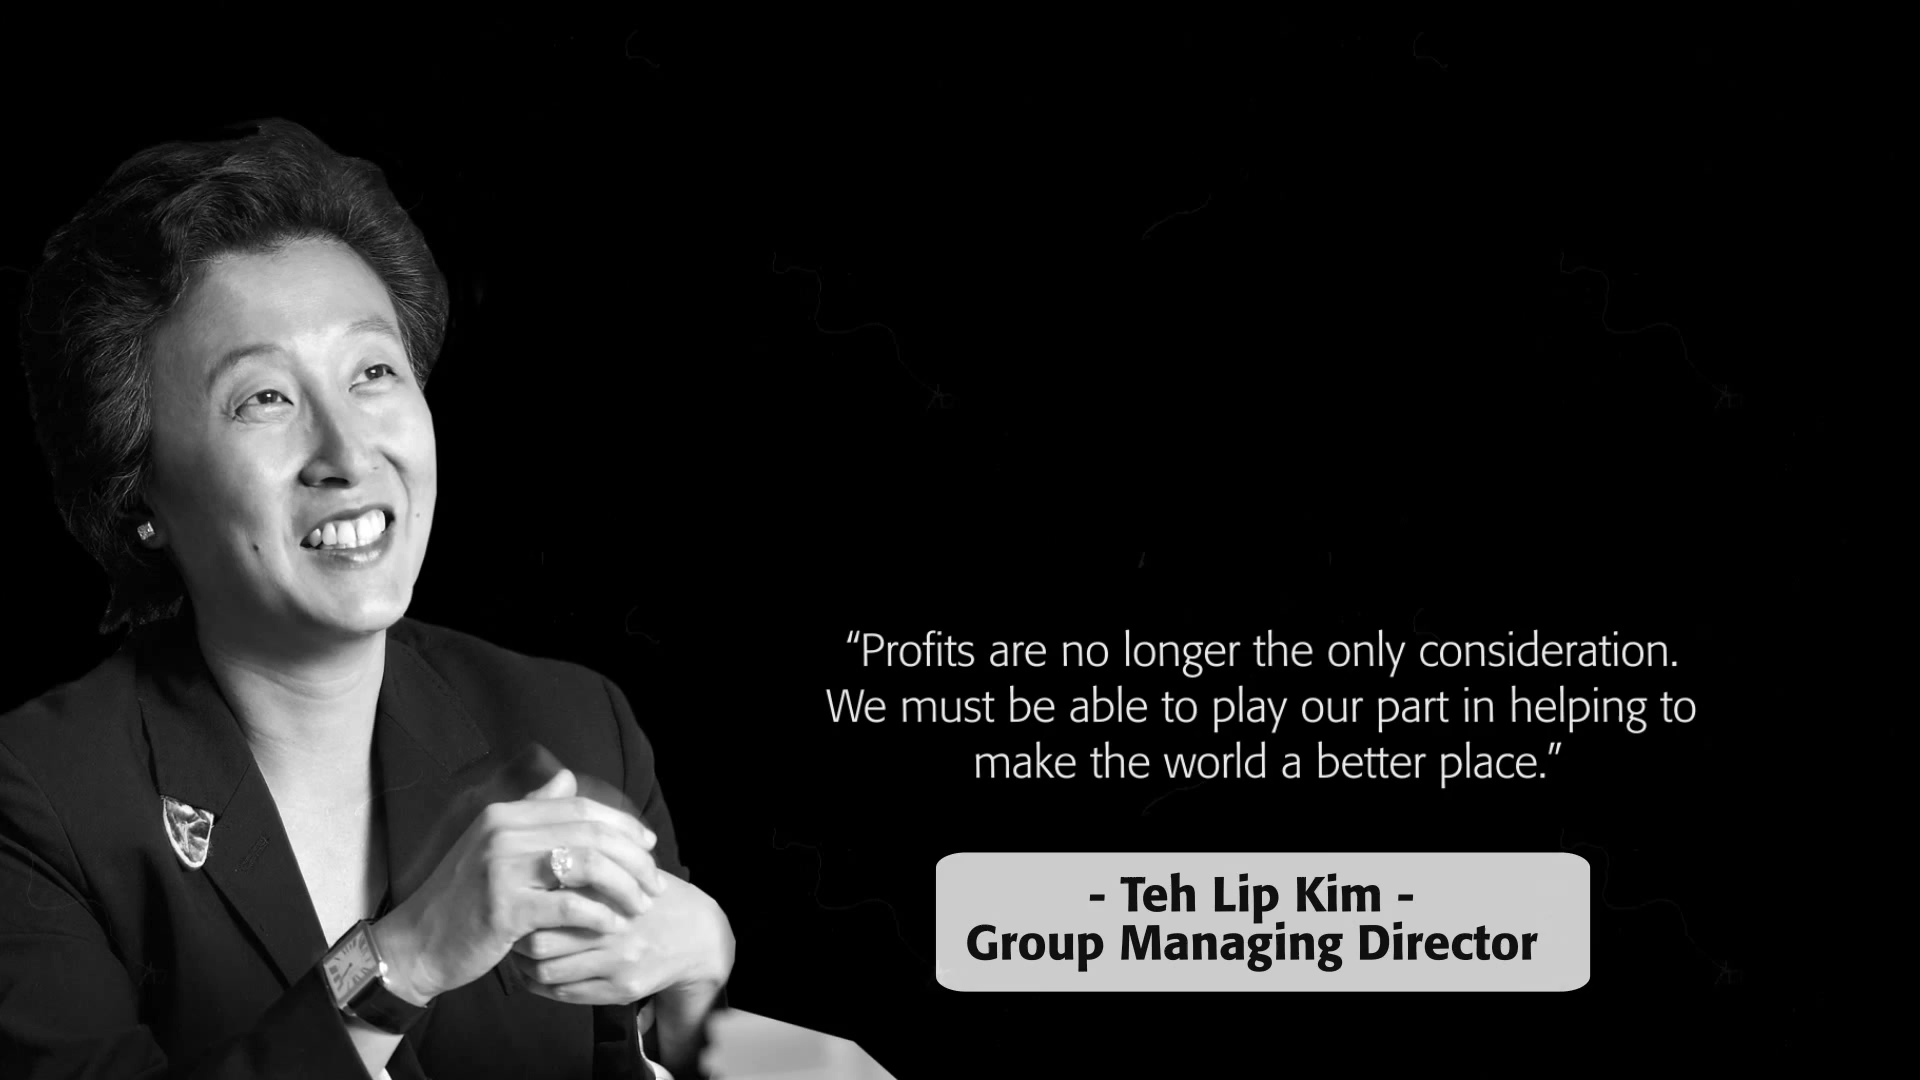 “Profits are no longer the only consideration.
We must be able to play our part in helping to
make the world a better place.”
- Teh Lip Kim -
Group Managing Director